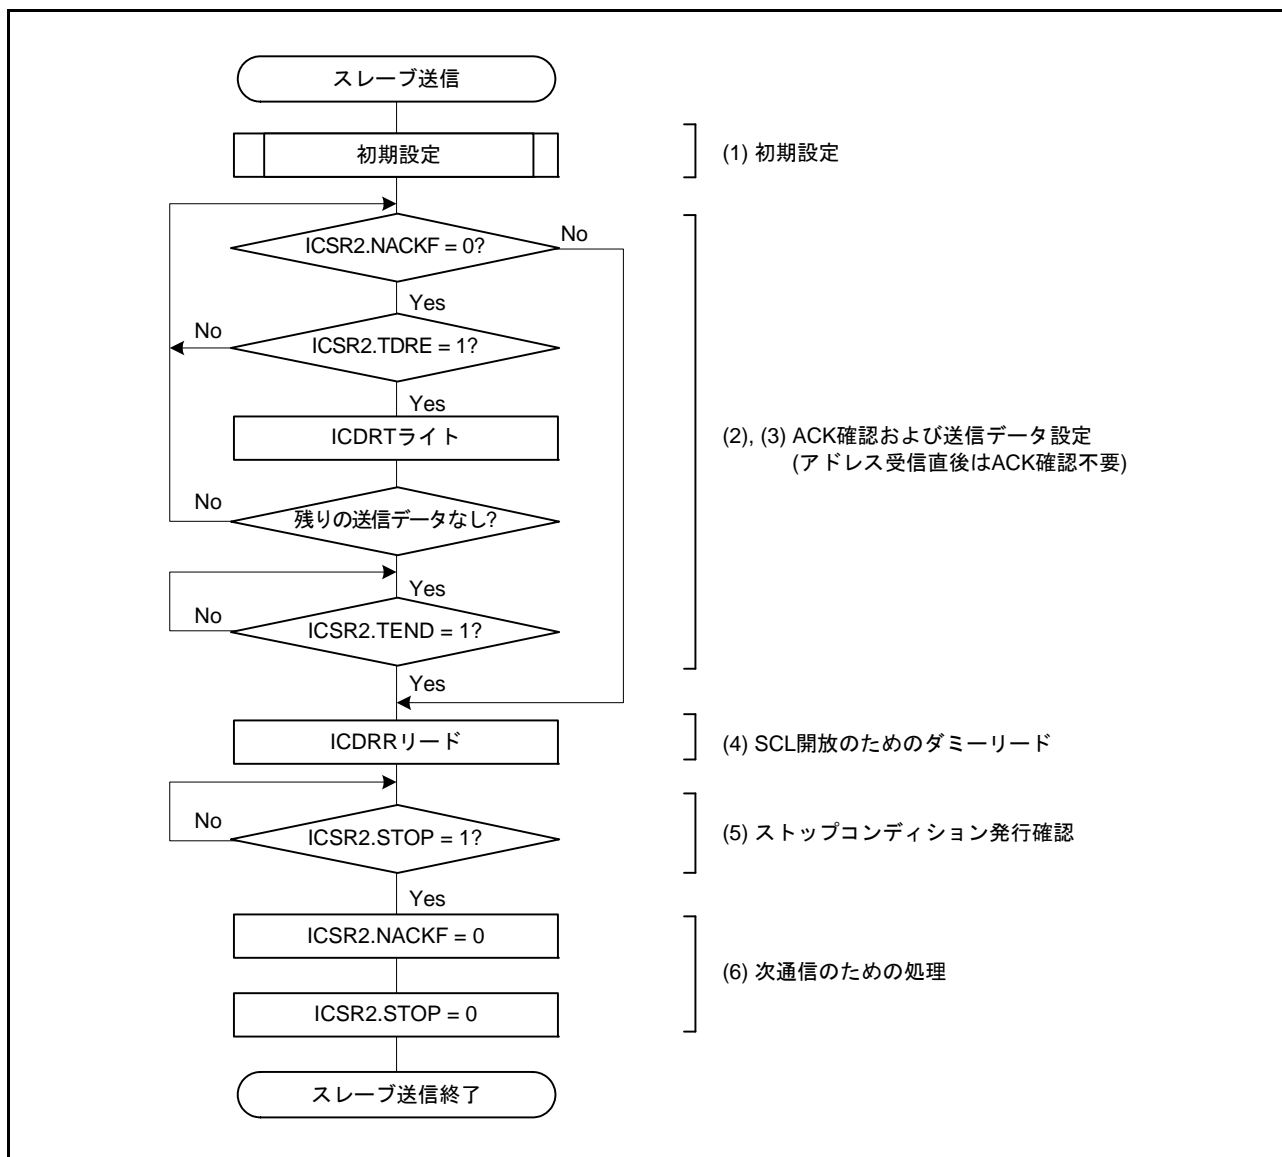 スレーブ送信
初期設定
(1) 初期設定
ICSR2.NACKF = 0?
No
Yes
No
ICSR2.TDRE = 1?
Yes
ICDRTライト
(2), (3) ACK確認および送信データ設定
(アドレス受信直後はACK確認不要)
No
残りの送信データなし?
Yes
No
ICSR2.TEND = 1?
Yes
ICDRRリード
(4) SCL開放のためのダミーリード
No
ICSR2.STOP = 1?
(5) ストップコンディション発行確認
Yes
ICSR2.NACKF = 0
(6) 次通信のための処理
ICSR2.STOP = 0
スレーブ送信終了